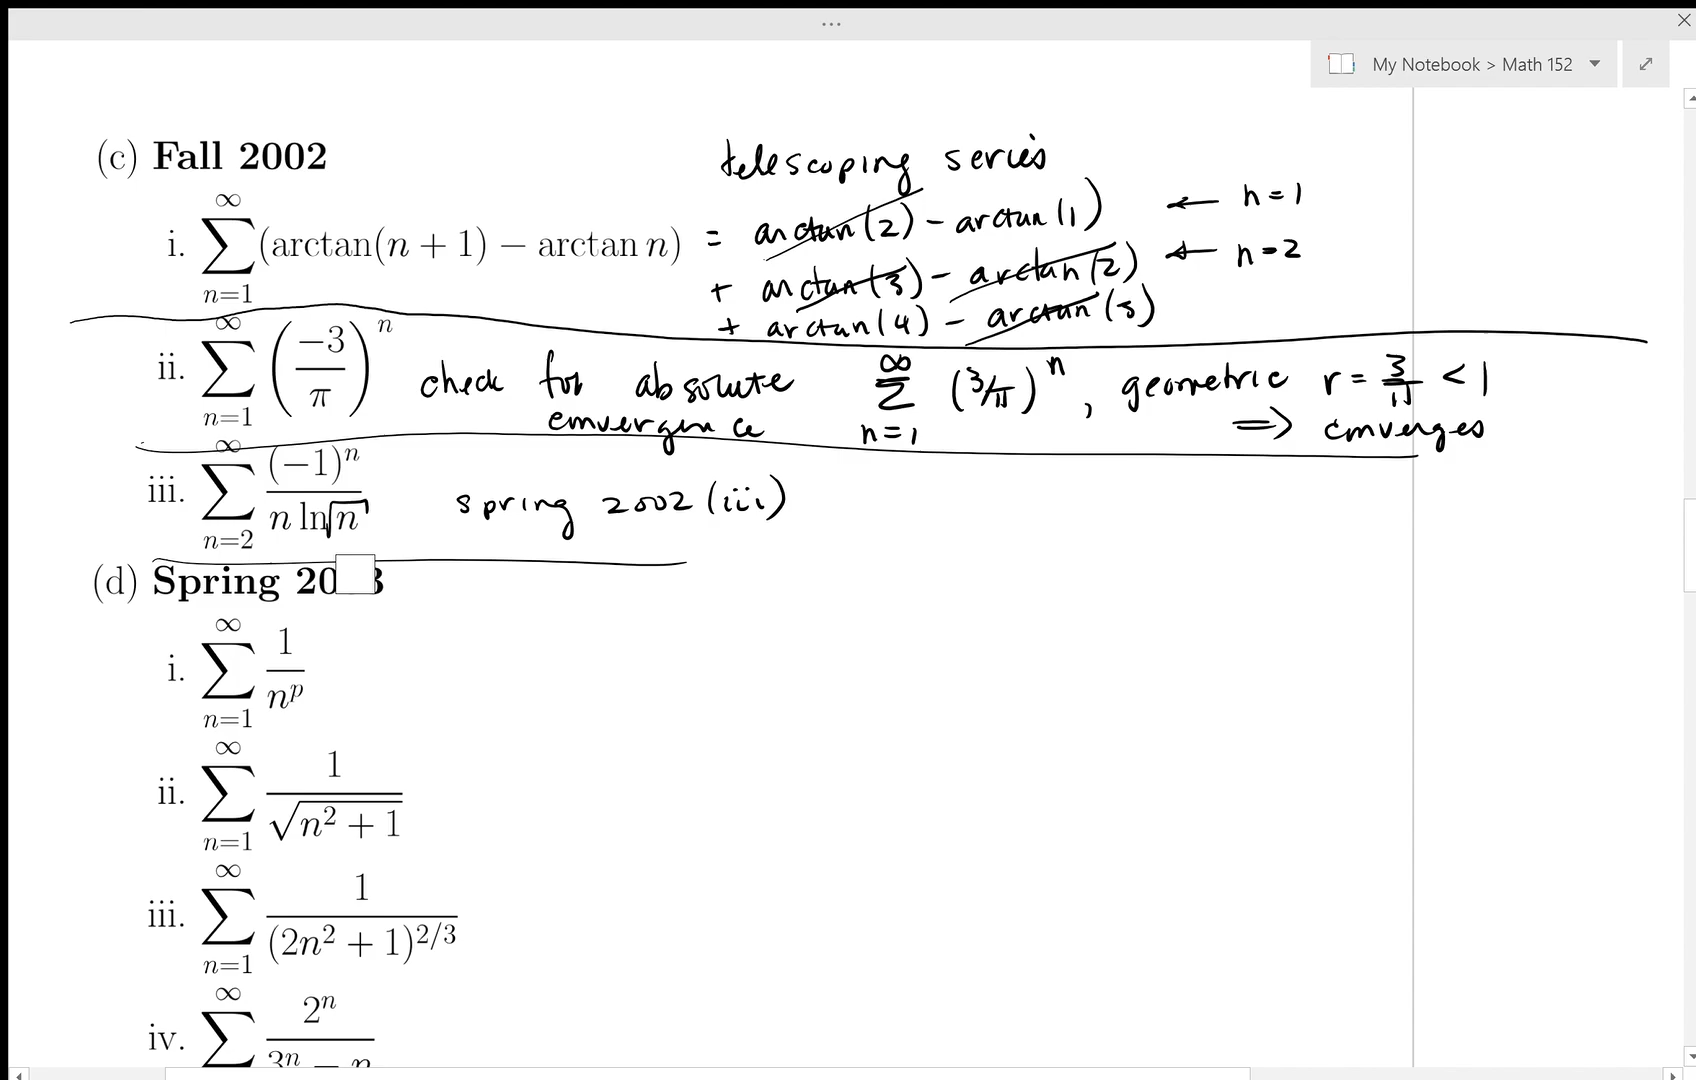 ...
My Notebook > Math 152
(c) Fall 2002
telescoping series
i. ∑_{n=1}^{∞} (arctan(n + 1) − arctan n) = arctan(2) - arctan(1) ← n=1
+ arctan(3) - arctan(2) ← n=2
+ arctan(4) - arctan(3)
ii. ∑_{n=1}^{∞} (−3/π)^n check for absolute convergence ∑_{n=1}^{∞} (3/π)^n, geometric r = 3/π < 1
⇒ converges
iii. ∑_{n=2}^{∞} (−1)^n / (n ln √n) spring 2002 (iii)
(d) Spring 20 3
i. ∑_{n=1}^{∞} 1/n^p
ii. ∑_{n=1}^{∞} 1/√(n² + 1)
iii. ∑_{n=1}^{∞} 1/(2n² + 1)^{2/3}
iv. ∑^{∞} 2^n/(3^n − n)